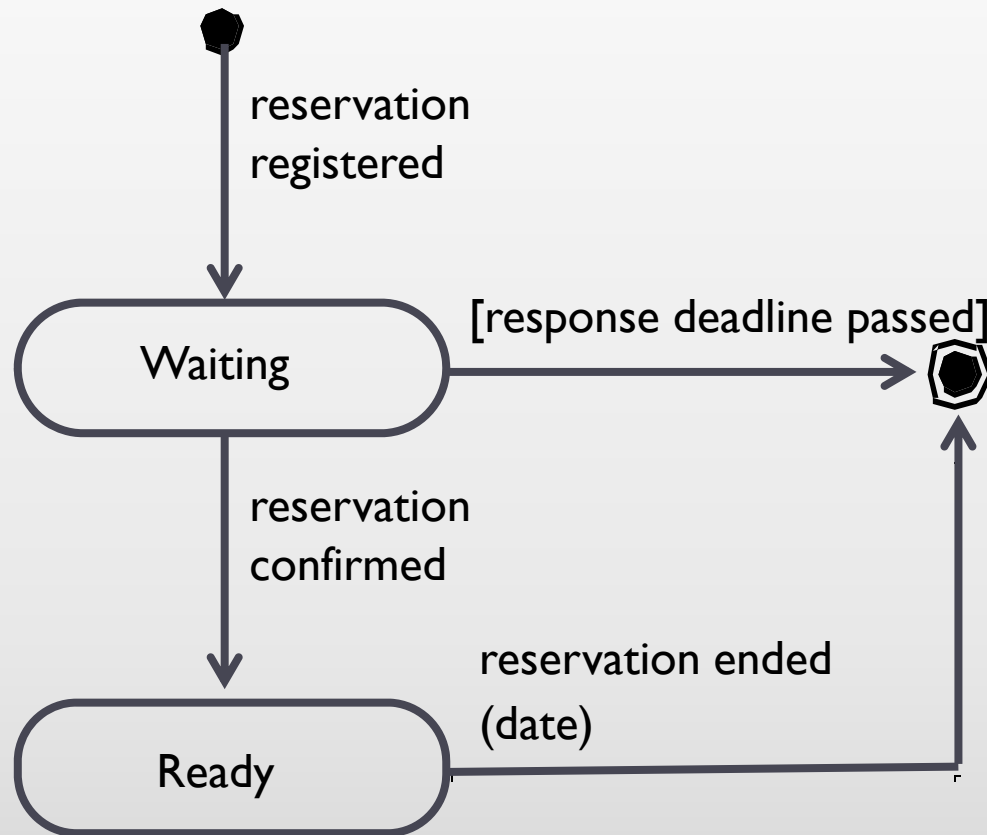 reservation
registered
[response deadline passed]
Waiting
reservation
confirmed
reservation ended
(date)
Ready